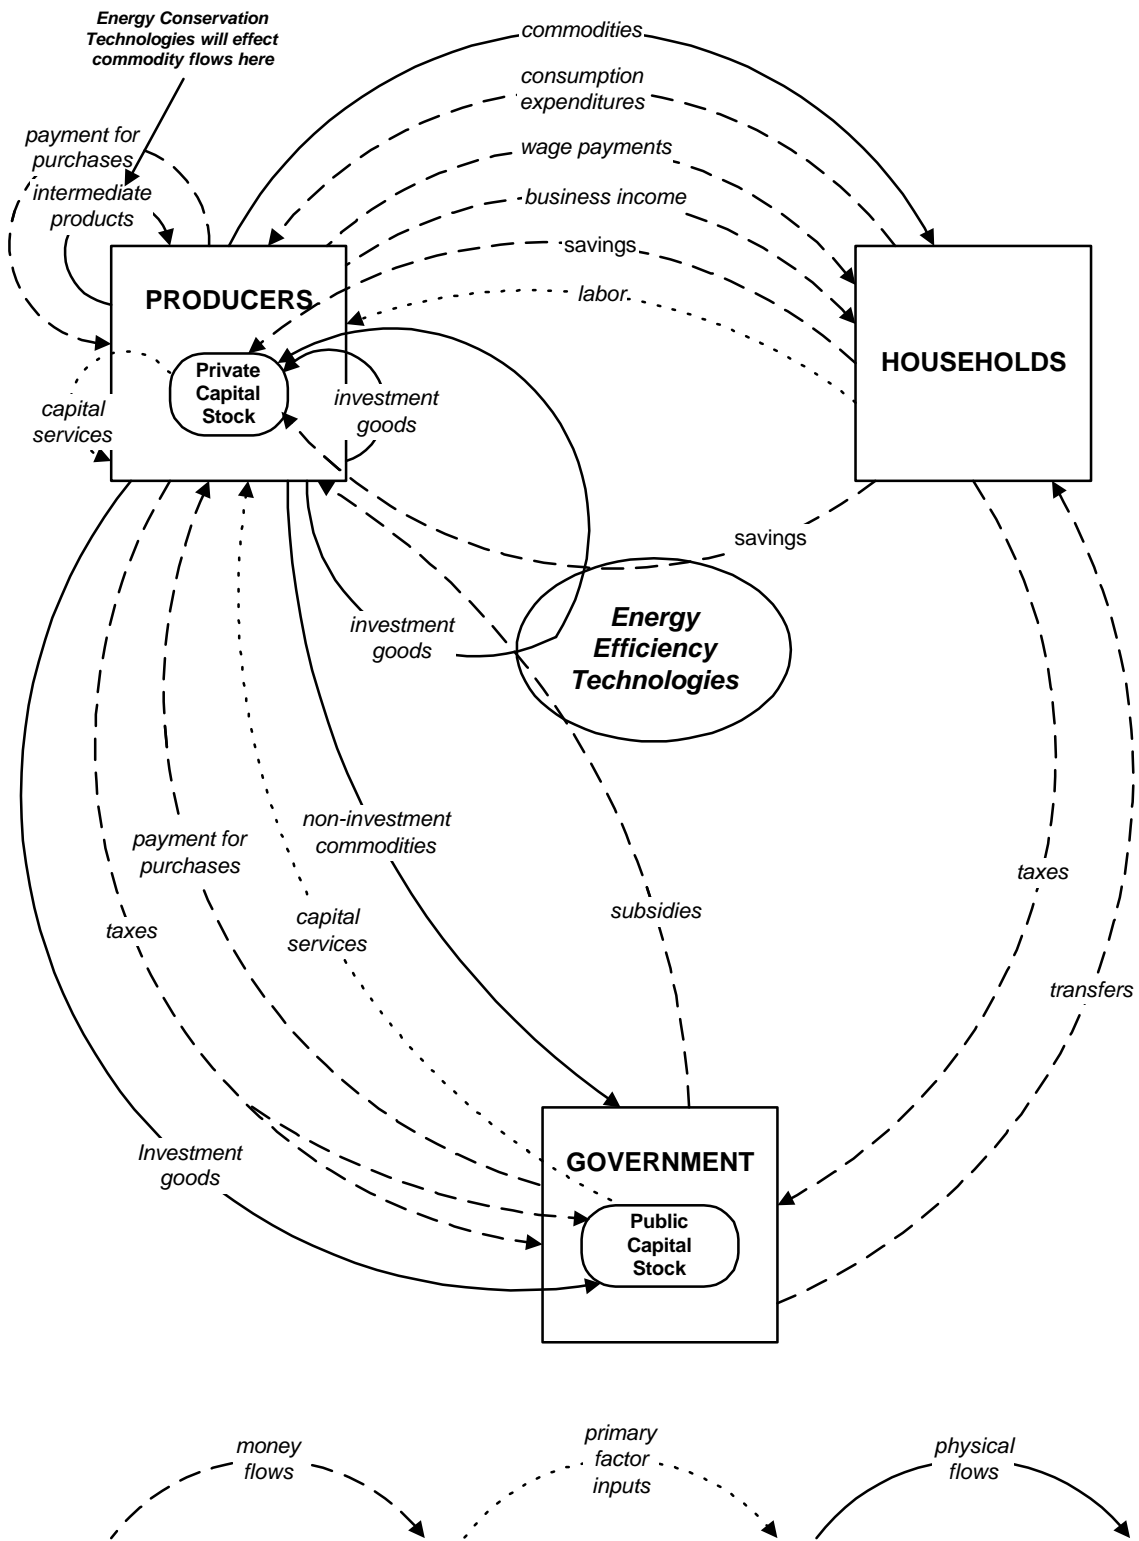 Energy Conservation
Technologies will effect
commodity flows here
commodities
consumption
expenditures
payment for
purchases
wage payments
intermediate
products
business income
savings
labor
PRODUCERS
HOUSEHOLDS
Private
Capital
Stock
investment
goods
capital
services
savings
Energy
Efficiency
Technologies
investment
goods
non-investment
commodities
payment for
purchases
taxes
subsidies
capital
services
taxes
transfers
Investment
goods
GOVERNMENT
Public
Capital
Stock
money
flows
primary
factor
inputs
physical
flows